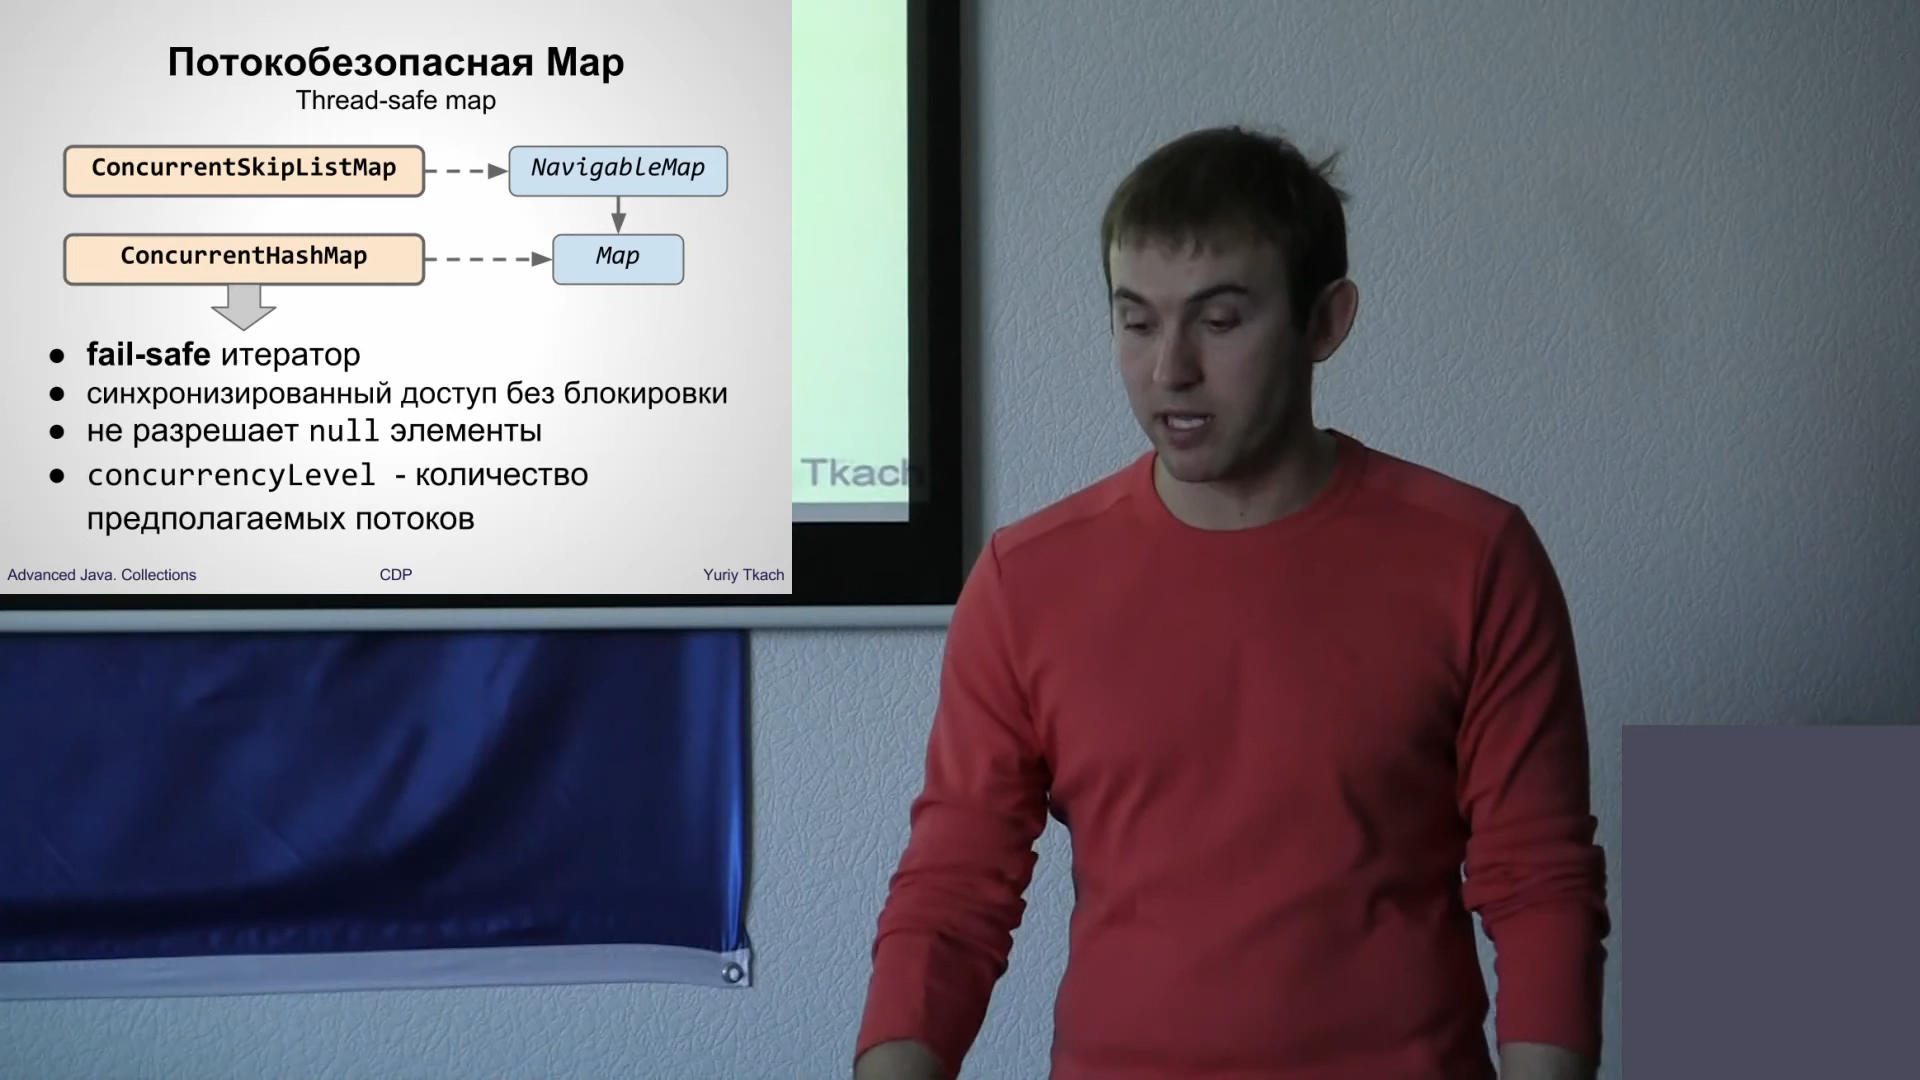 Потокобезопасная Map
Thread-safe map
ConcurrentSkipListMap
NavigableMap
ConcurrentHashMap
Map
● fail-safe итератор
● синхронизированный доступ без блокировки
● не разрешает null элементы
● concurrencyLevel - количество
предполагаемых потоков
Advanced Java. Collections
CDP
Yuriy Tkach
Tkach